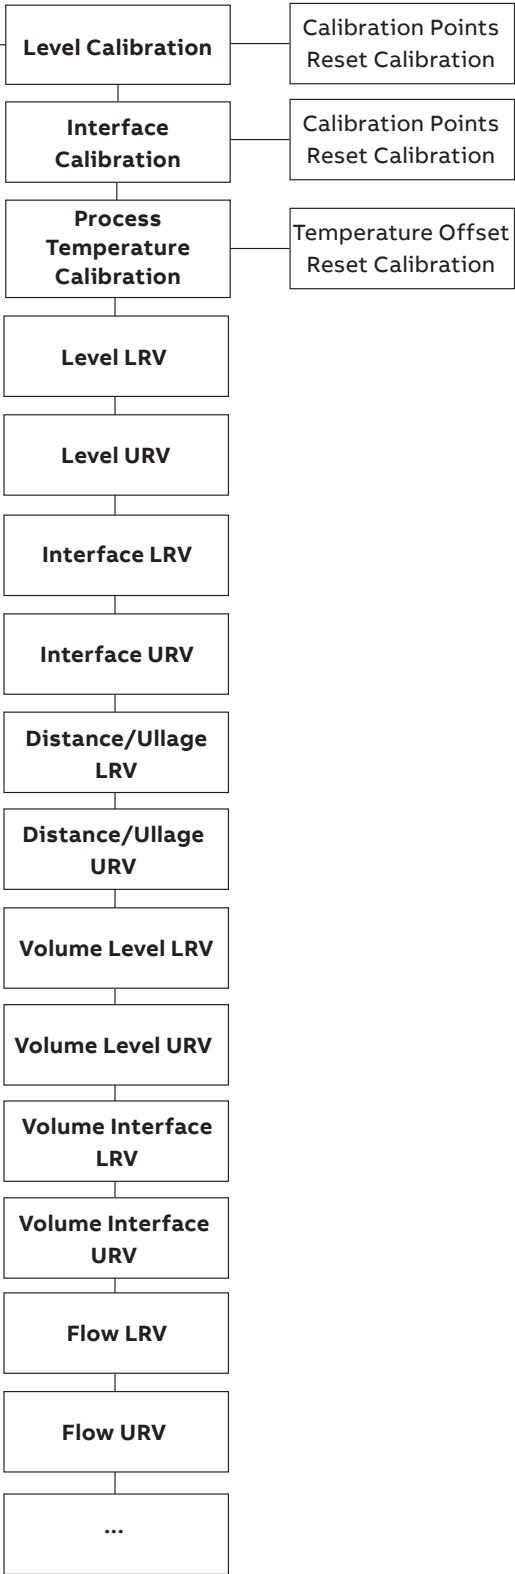 Level Calibration
Calibration Points
Reset Calibration
Interface
Calibration
Calibration Points
Reset Calibration
Process
Temperature
Calibration
Temperature Offset
Reset Calibration
Level LRV
Level URV
Interface LRV
Interface URV
Distance/Ullage
LRV
Distance/Ullage
URV
Volume Level LRV
Volume Level URV
Volume Interface
LRV
Volume Interface
URV
Flow LRV
Flow URV
...